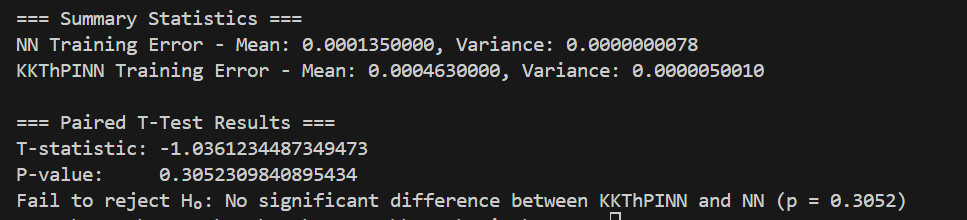 === Summary Statistics ===
NN Training Error - Mean: 0.0001350000, Variance: 0.0000000078
KKThPINN Training Error - Mean: 0.0004630000, Variance: 0.0000050010
=== Paired T-Test Results ===
T-statistic: -1.0361234487349473
P-value:     0.3052309840895434
Fail to reject H₀: No significant difference between KKThPINN and NN (p = 0.3052)